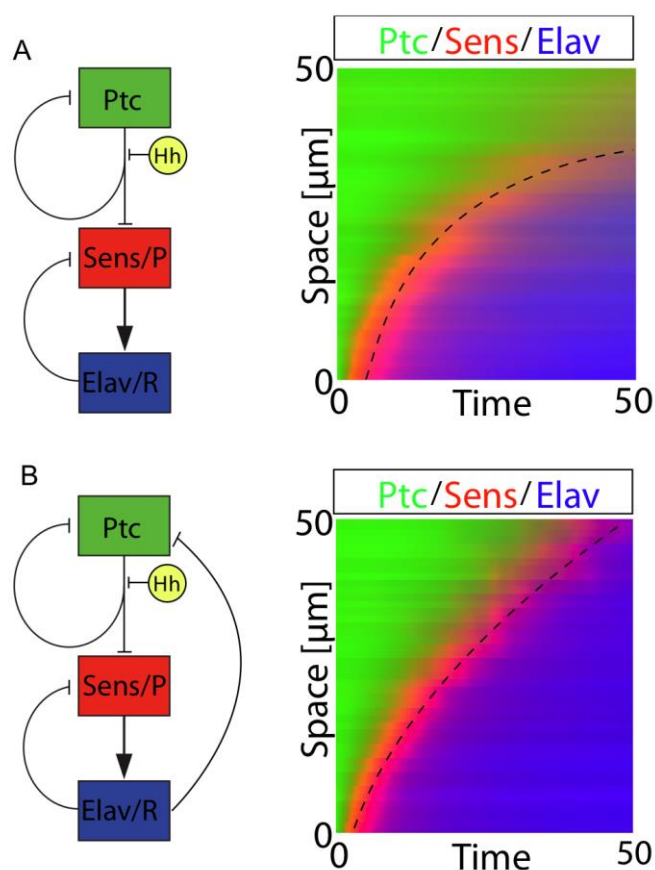 A
Ptc
Hh
Sens/P
Elav/R
Ptc/Sens/Elav
50
Space [µm]
0
0
Time
50
B
Ptc
Hh
Sens/P
Elav/R
Ptc/Sens/Elav
50
Space [µm]
0
0
Time
50